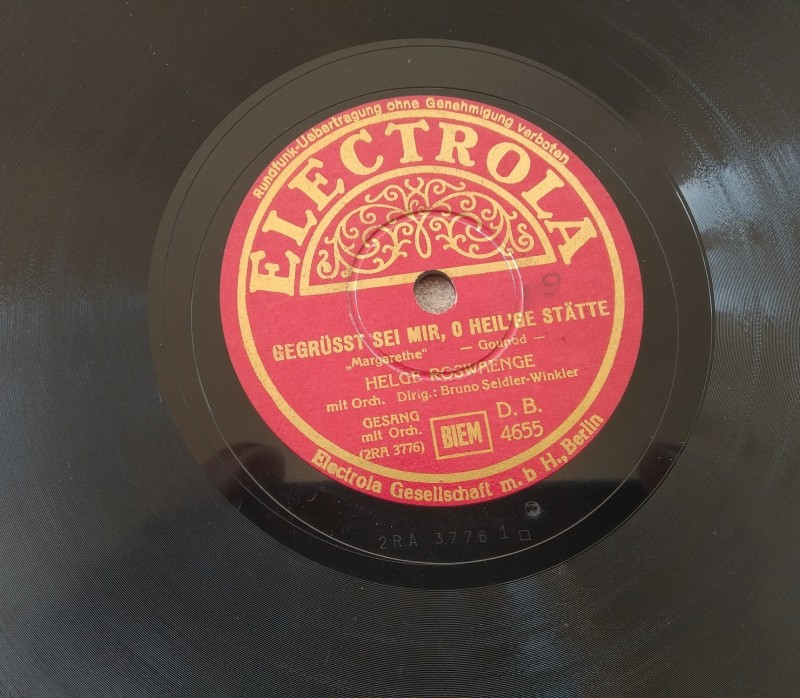 Rundfunk-Uebertragung ohne Genehmigung verboten
ELECTROLA
9
GEGRÜSST SEI MIR, O HEIL'GE STÄTTE
„Margarethe" — Gounod —
HELGE ROSWAENGE
mit Orch. Dirig.: Bruno Seidler-Winkler
GESANG
mit Orch.
(2RA 3776)
BIEM
D. B.
4655
Electrola Gesellschaft m. b H., Berlin
2RA 3776 1 □